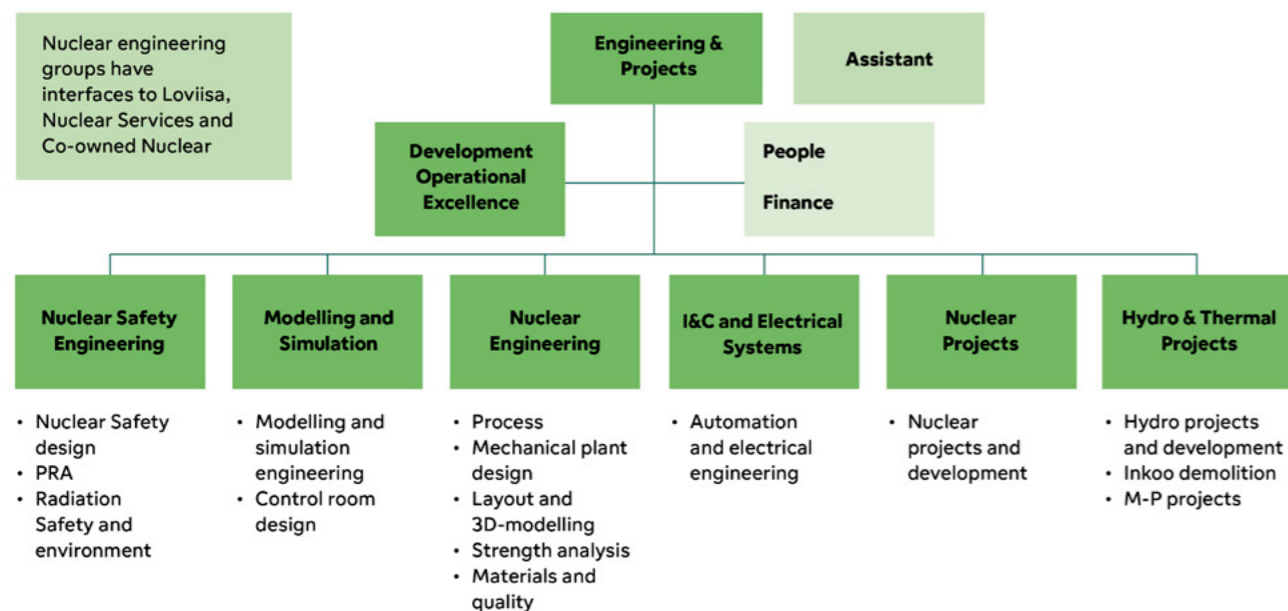 Nuclear engineering
groups have
interfaces to Loviisa,
Nuclear Services and
Co-owned Nuclear
Engineering &
Projects
Assistant
Development
Operational
Excellence
People
Finance
Nuclear Safety
Engineering
• Nuclear Safety
design
• PRA
• Radiation
Safety and
environment
Modelling and
Simulation
• Modelling and
simulation
engineering
• Control room
design
Nuclear
Engineering
• Process
• Mechanical plant
design
• Layout and
3D-modelling
• Strength analysis
• Materials and
quality
I&C and Electrical
Systems
• Automation
and electrical
engineering
Nuclear
Projects
• Nuclear
projects and
development
Hydro & Thermal
Projects
• Hydro projects
and development
• Inkoo demolition
• M-P projects